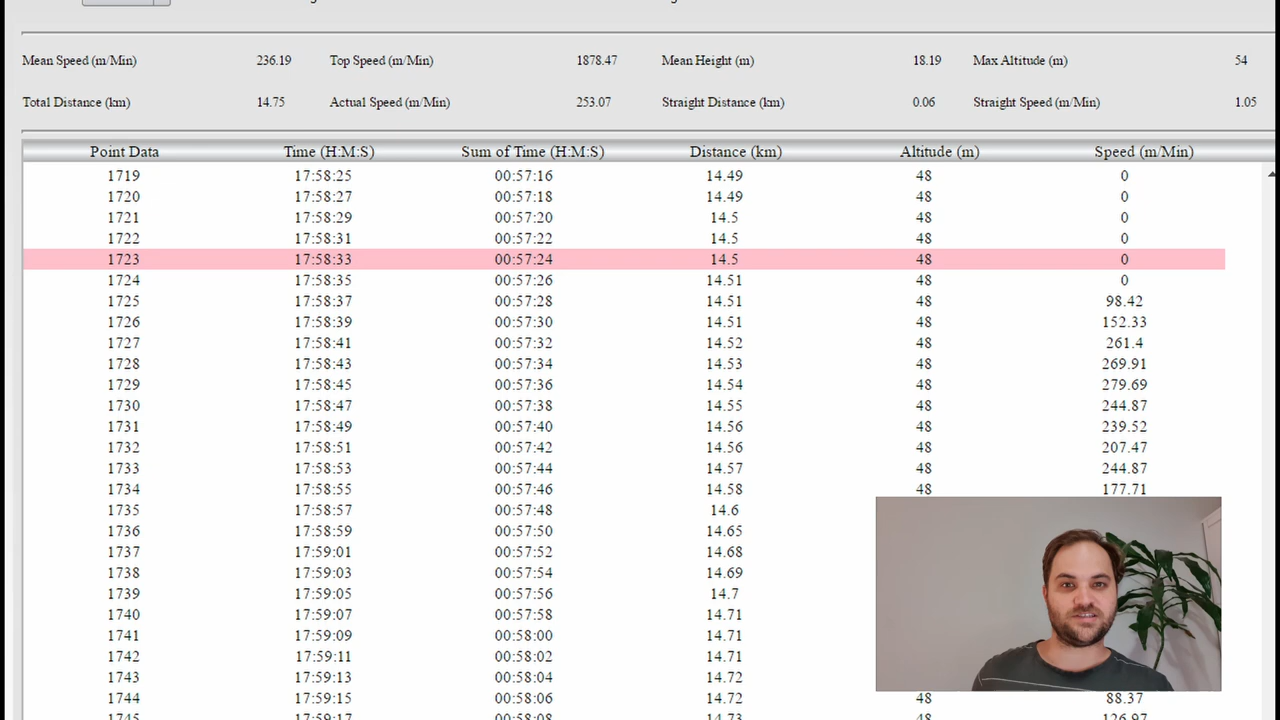 Mean Speed (m/Min) 236.19 Top Speed (m/Min) 1878.47 Mean Height (m) 18.19 Max Altitude (m) 54
Total Distance (km) 14.75 Actual Speed (m/Min) 253.07 Straight Distance (km) 0.06 Straight Speed (m/Min) 1.05
Point Data Time (H:M:S) Sum of Time (H:M:S) Distance (km) Altitude (m) Speed (m/Min)
1719 17:58:25 00:57:16 14.49 48 0
1720 17:58:27 00:57:18 14.49 48 0
1721 17:58:29 00:57:20 14.5 48 0
1722 17:58:31 00:57:22 14.5 48 0
1723 17:58:33 00:57:24 14.5 48 0
1724 17:58:35 00:57:26 14.51 48 0
1725 17:58:37 00:57:28 14.51 48 98.42
1726 17:58:39 00:57:30 14.51 48 152.33
1727 17:58:41 00:57:32 14.52 48 261.4
1728 17:58:43 00:57:34 14.53 48 269.91
1729 17:58:45 00:57:36 14.54 48 279.69
1730 17:58:47 00:57:38 14.55 48 244.87
1731 17:58:49 00:57:40 14.56 48 239.52
1732 17:58:51 00:57:42 14.56 48 207.47
1733 17:58:53 00:57:44 14.57 48 244.87
1734 17:58:55 00:57:46 14.58 48 177.71
1735 17:58:57 00:57:48 14.6
1736 17:58:59 00:57:50 14.65
1737 17:59:01 00:57:52 14.68
1738 17:59:03 00:57:54 14.69
1739 17:59:05 00:57:56 14.7
1740 17:59:07 00:57:58 14.71
1741 17:59:09 00:58:00 14.71
1742 17:59:11 00:58:02 14.71
1743 17:59:13 00:58:04 14.72
1744 17:59:15 00:58:06 14.72 48 88.37
1745 17:59:17 00:58:08 14.73 48 126.97